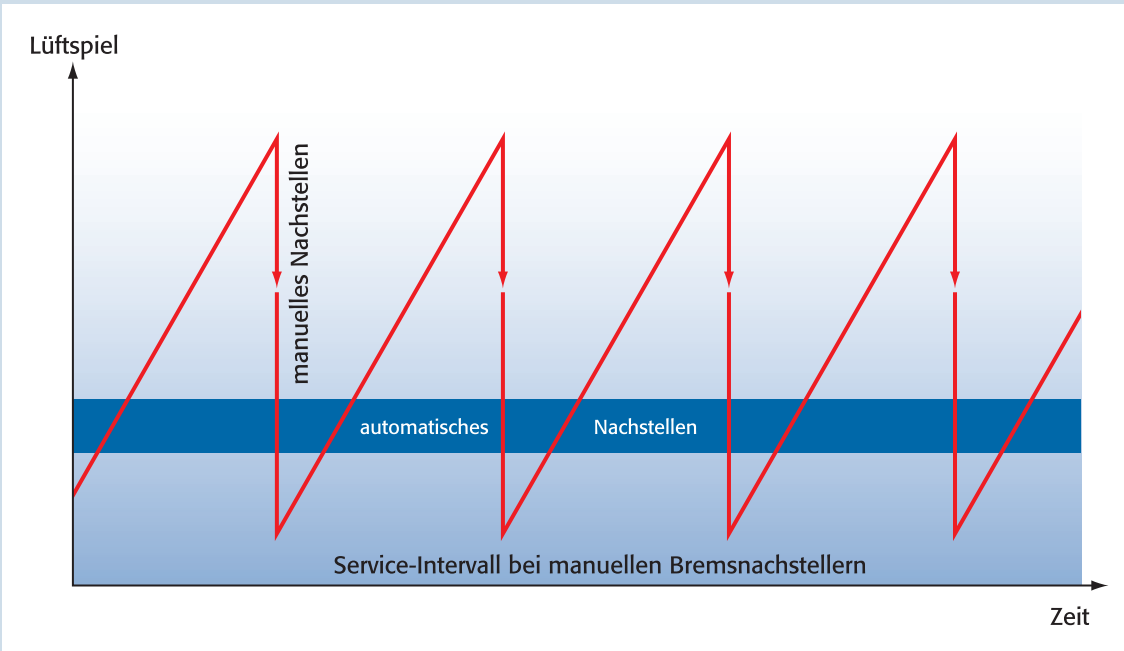 Lüftspiel
manuelles Nachstellen
automatisches Nachstellen
Service-Intervall bei manuellen Bremsnachstellern
Zeit